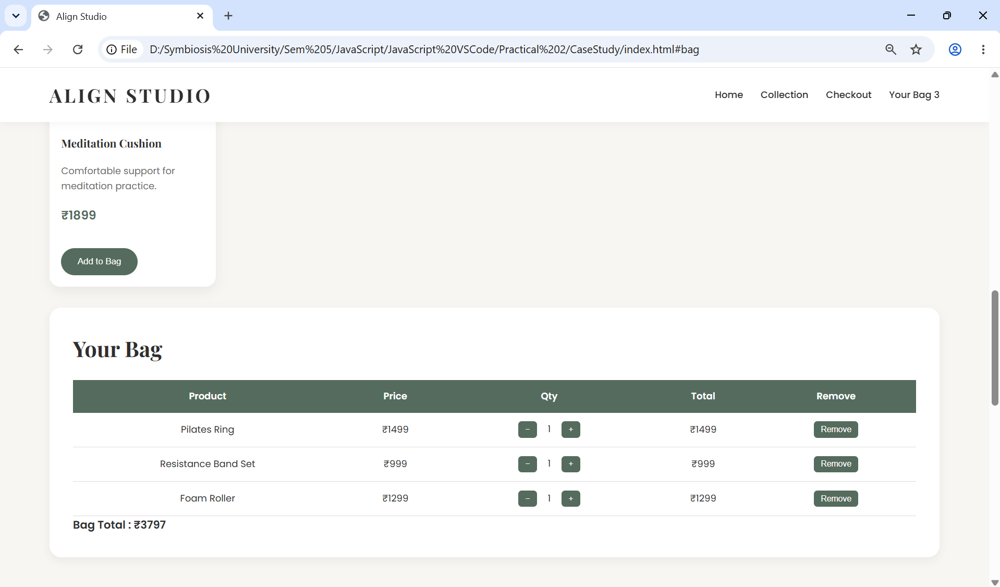 Align Studio
File D:/Symbiosis%20University/Sem%205/JavaScript/JavaScript%20VSCode/Practical%202/CaseStudy/index.html#bag
ALIGN STUDIO
Home Collection Checkout Your Bag 3
Meditation Cushion
Comfortable support for
meditation practice.
₹1899
Add to Bag
Your Bag
Product Price Qty Total Remove
Pilates Ring ₹1499 − 1 + ₹1499 Remove
Resistance Band Set ₹999 − 1 + ₹999 Remove
Foam Roller ₹1299 − 1 + ₹1299 Remove
Bag Total : ₹3797